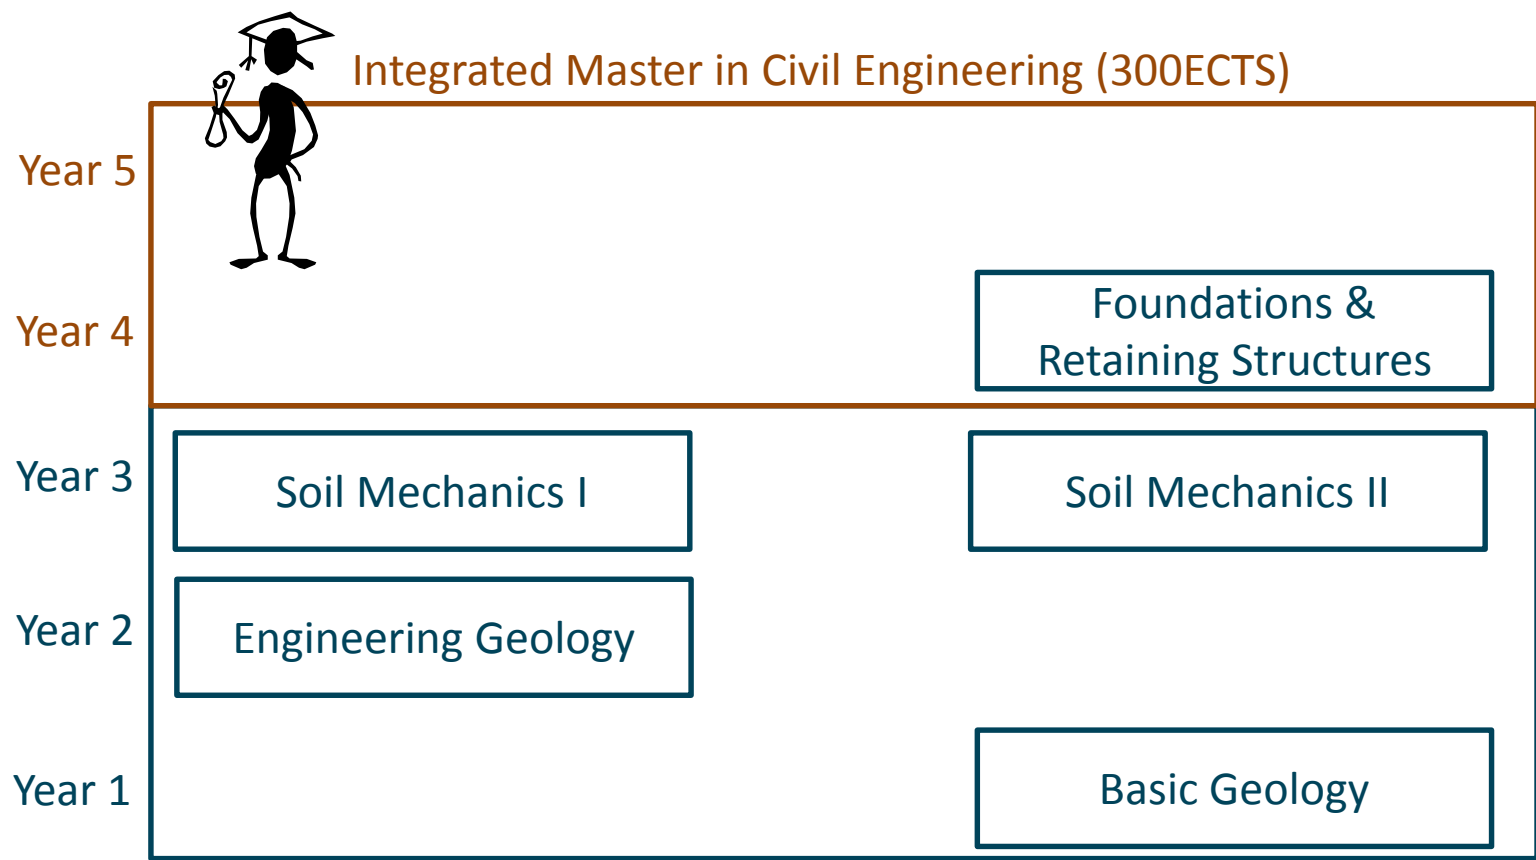 Integrated Master in Civil Engineering (300ECTS)
Year 5
Year 4
Foundations &
Retaining Structures
Year 3
Soil Mechanics I
Soil Mechanics II
Year 2
Engineering Geology
Year 1
Basic Geology